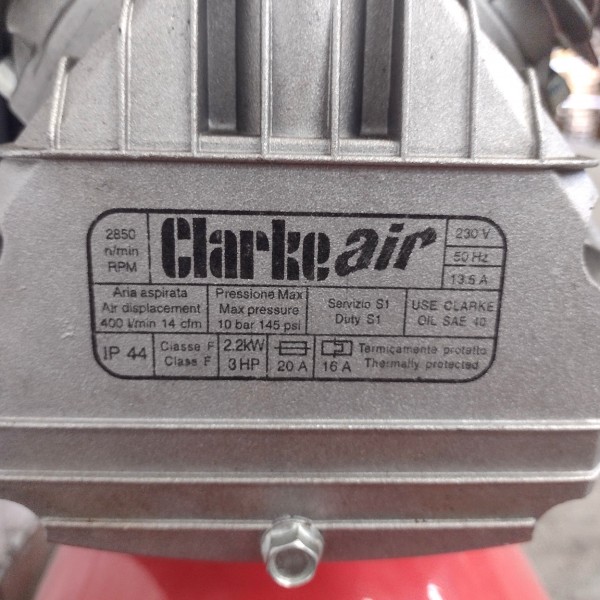 2850
n/min
RPM
Clarke air
230 V
50 Hz
13.5 A
Aria aspirata
Air displacement
400 l/min 14 cfm
Pressione Max
Max pressure
10 bar 145 psi
Servizio S1
Duty S1
USE CLARKE
OIL SAE 40
IP 44
Classe F
Class F
2.2kW
3 HP
20 A
16 A
Termicamente protetto
Thermally protected